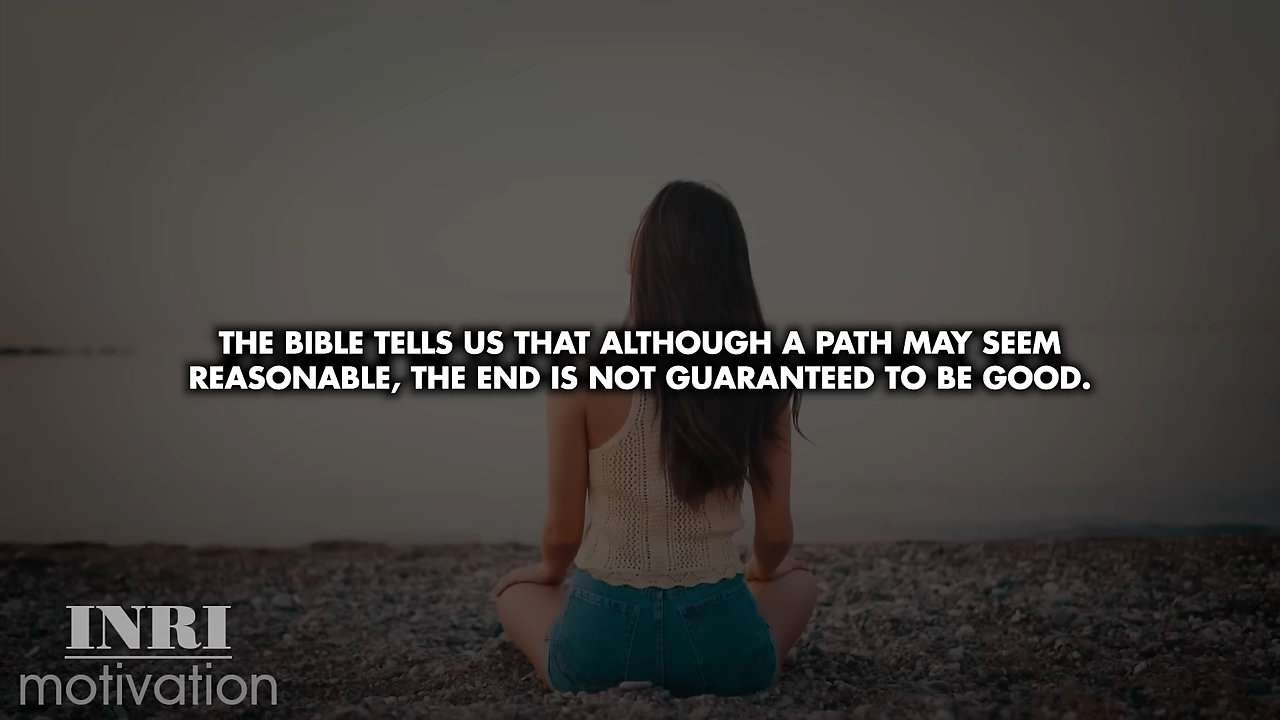 THE BIBLE TELLS US THAT ALTHOUGH A PATH MAY SEEM
REASONABLE, THE END IS NOT GUARANTEED TO BE GOOD.
INRI
motivation